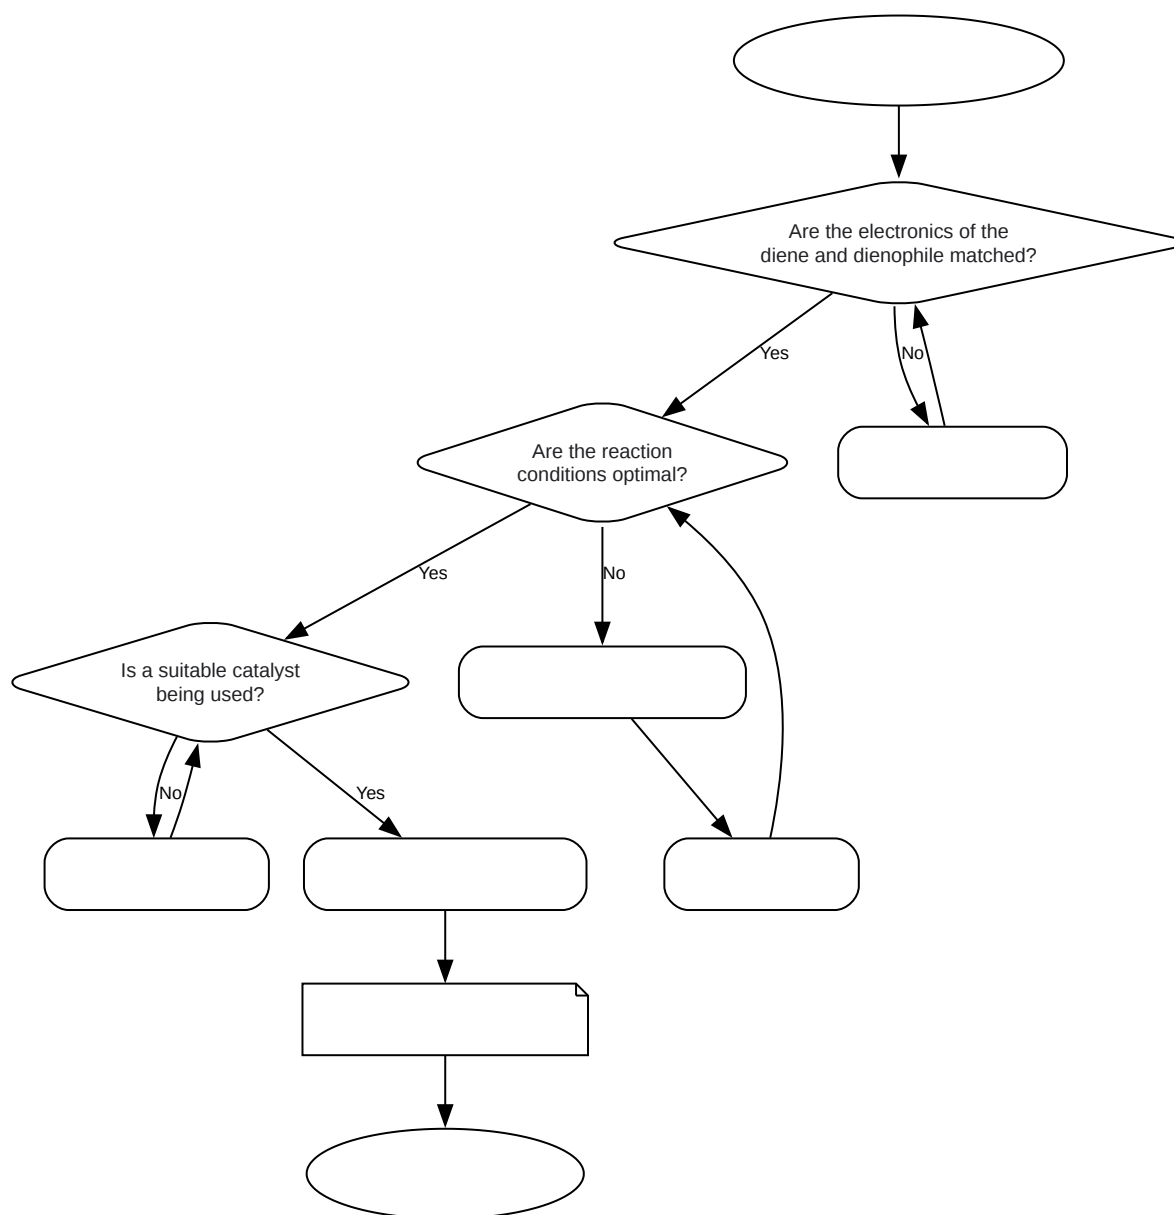 Are the electronics of the
diene and dienophile matched?
Yes
No
Are the reaction
conditions optimal?
Yes
No
Is a suitable catalyst
being used?
No
Yes